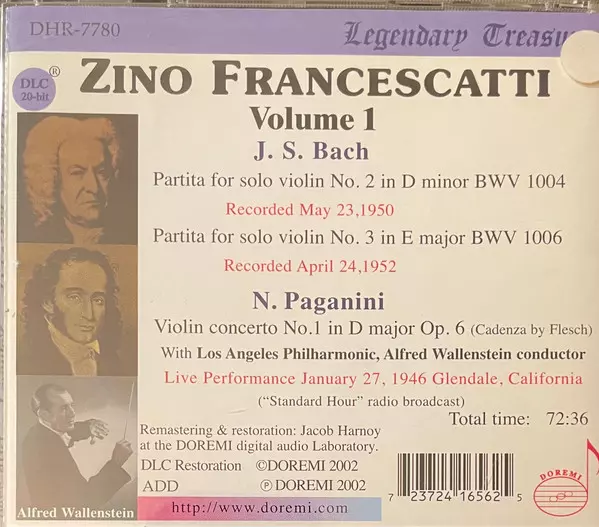 DHR-7780
Legendary
DLC ®
20-bit
ZINO FRANCESCATTI
Volume 1
J. S. Bach
Partita for solo violin No. 2 in D minor BWV 1004
Recorded May 23,1950
Partita for solo violin No. 3 in E major BWV 1006
Recorded April 24,1952
N. Paganini
Violin concerto No.1 in D major Op. 6 (Cadenza by Flesch)
With Los Angeles Philharmonic, Alfred Wallenstein conductor
Live Performance January 27, 1946 Glendale, California
("Standard Hour" radio broadcast)
Total time: 72:36
Remastering & restoration: Jacob Harnoy
at the DOREMI digital audio Laboratory.
DLC Restoration ©DOREMI 2002
ADD ℗ DOREMI 2002
Alfred Wallenstein
http://www.doremi.com
7 23724 16562 5
DOREMI